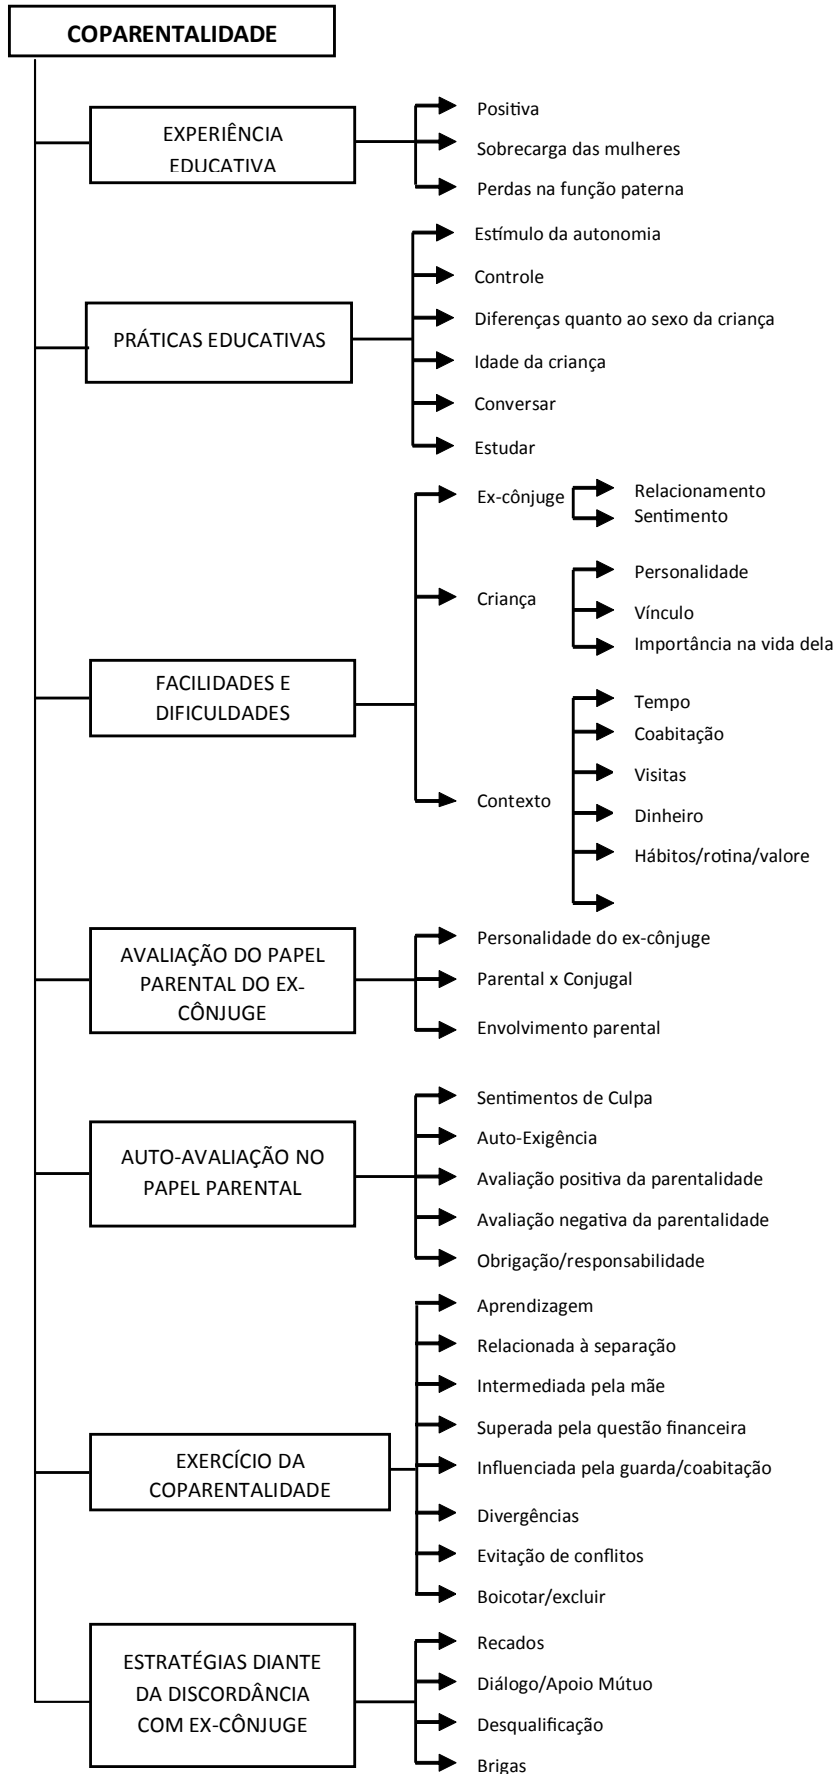 COPARENTALIDADE
EXPERIÊNCIA
EDUCATIVA
Positiva
Sobrecarga das mulheres
Perdas na função paterna
PRÁTICAS EDUCATIVAS
Estímulo da autonomia
Controle
Diferenças quanto ao sexo da criança
Idade da criança
Conversar
Estudar
FACILIDADES E
DIFICULDADES
Ex-cônjuge
Relacionamento
Sentimento
Criança
Personalidade
Vínculo
Importância na vida dela
Contexto
Tempo
Coabitação
Visitas
Dinheiro
Hábitos/rotina/valore
AVALIAÇÃO DO PAPEL
PARENTAL DO EX-
CÔNJUGE
Personalidade do ex-cônjuge
Parental x Conjugal
Envolvimento parental
AUTO-AVALIAÇÃO NO
PAPEL PARENTAL
Sentimentos de Culpa
Auto-Exigência
Avaliação positiva da parentalidade
Avaliação negativa da parentalidade
Obrigação/responsabilidade
EXERCÍCIO DA
COPARENTALIDADE
Aprendizagem
Relacionada à separação
Intermediada pela mãe
Superada pela questão financeira
Influenciada pela guarda/coabitação
Divergências
Evitação de conflitos
Boicotar/excluir
ESTRATÉGIAS DIANTE
DA DISCORDÂNCIA
COM EX-CÔNJUGE
Recados
Diálogo/Apoio Mútuo
Desqualificação
Brigas